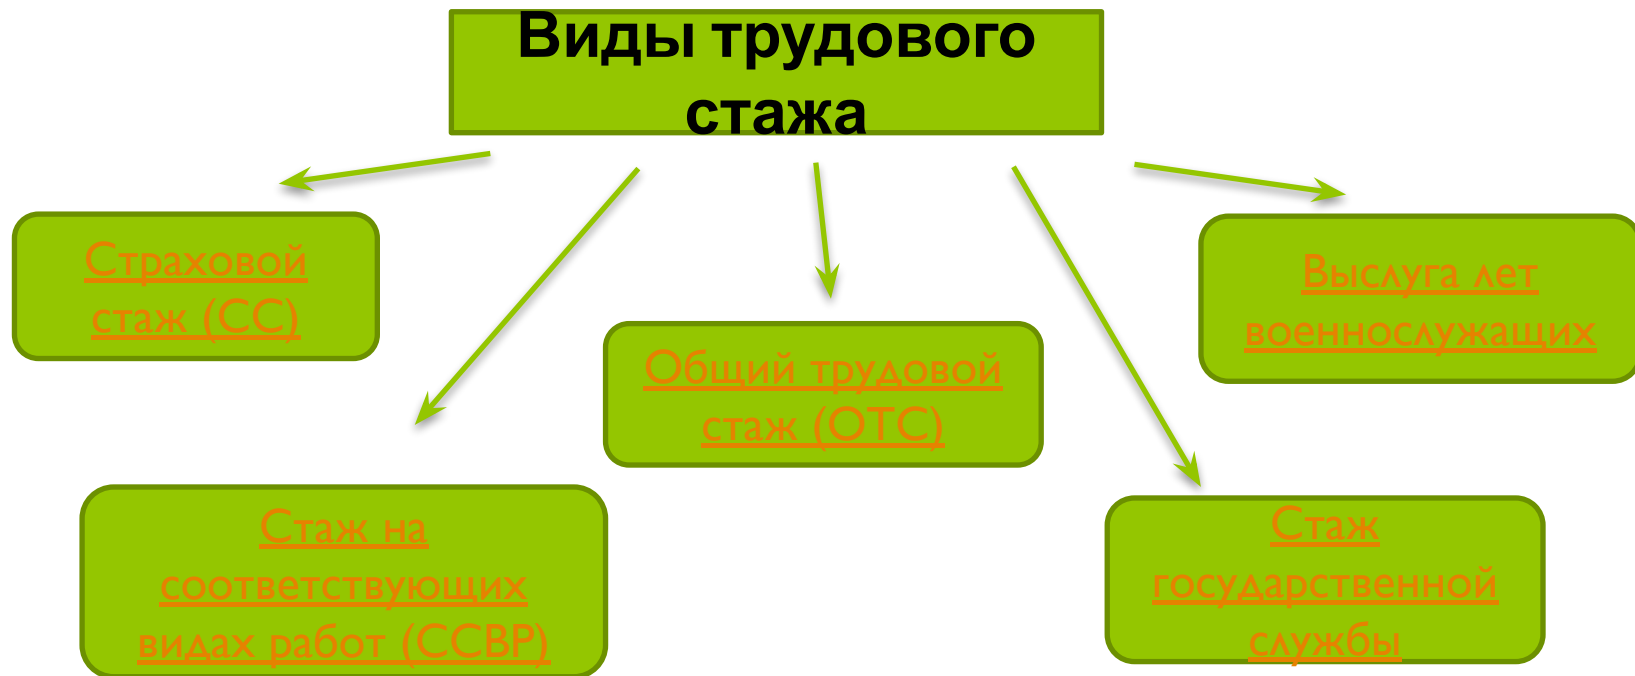 Виды трудового
стажа
Страховой
стаж (СС)
Выслуга лет
военнослужащих
Общий трудовой
стаж (ОТС)
Стаж на
соответствующих
видах работ (ССВР)
Стаж
государственной
службы